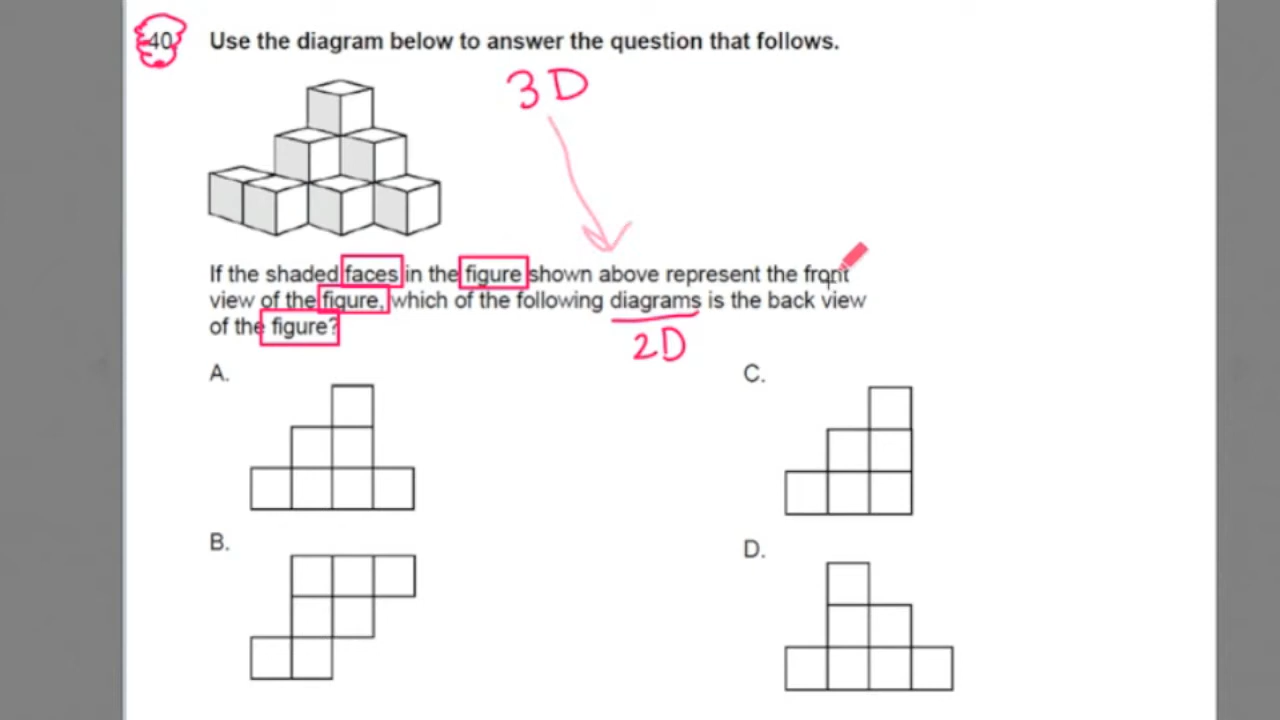 40. Use the diagram below to answer the question that follows.
3D
If the shaded faces in the figure shown above represent the front
view of the figure, which of the following diagrams is the back view
of the figure?
2D
A.
C.
B.
D.